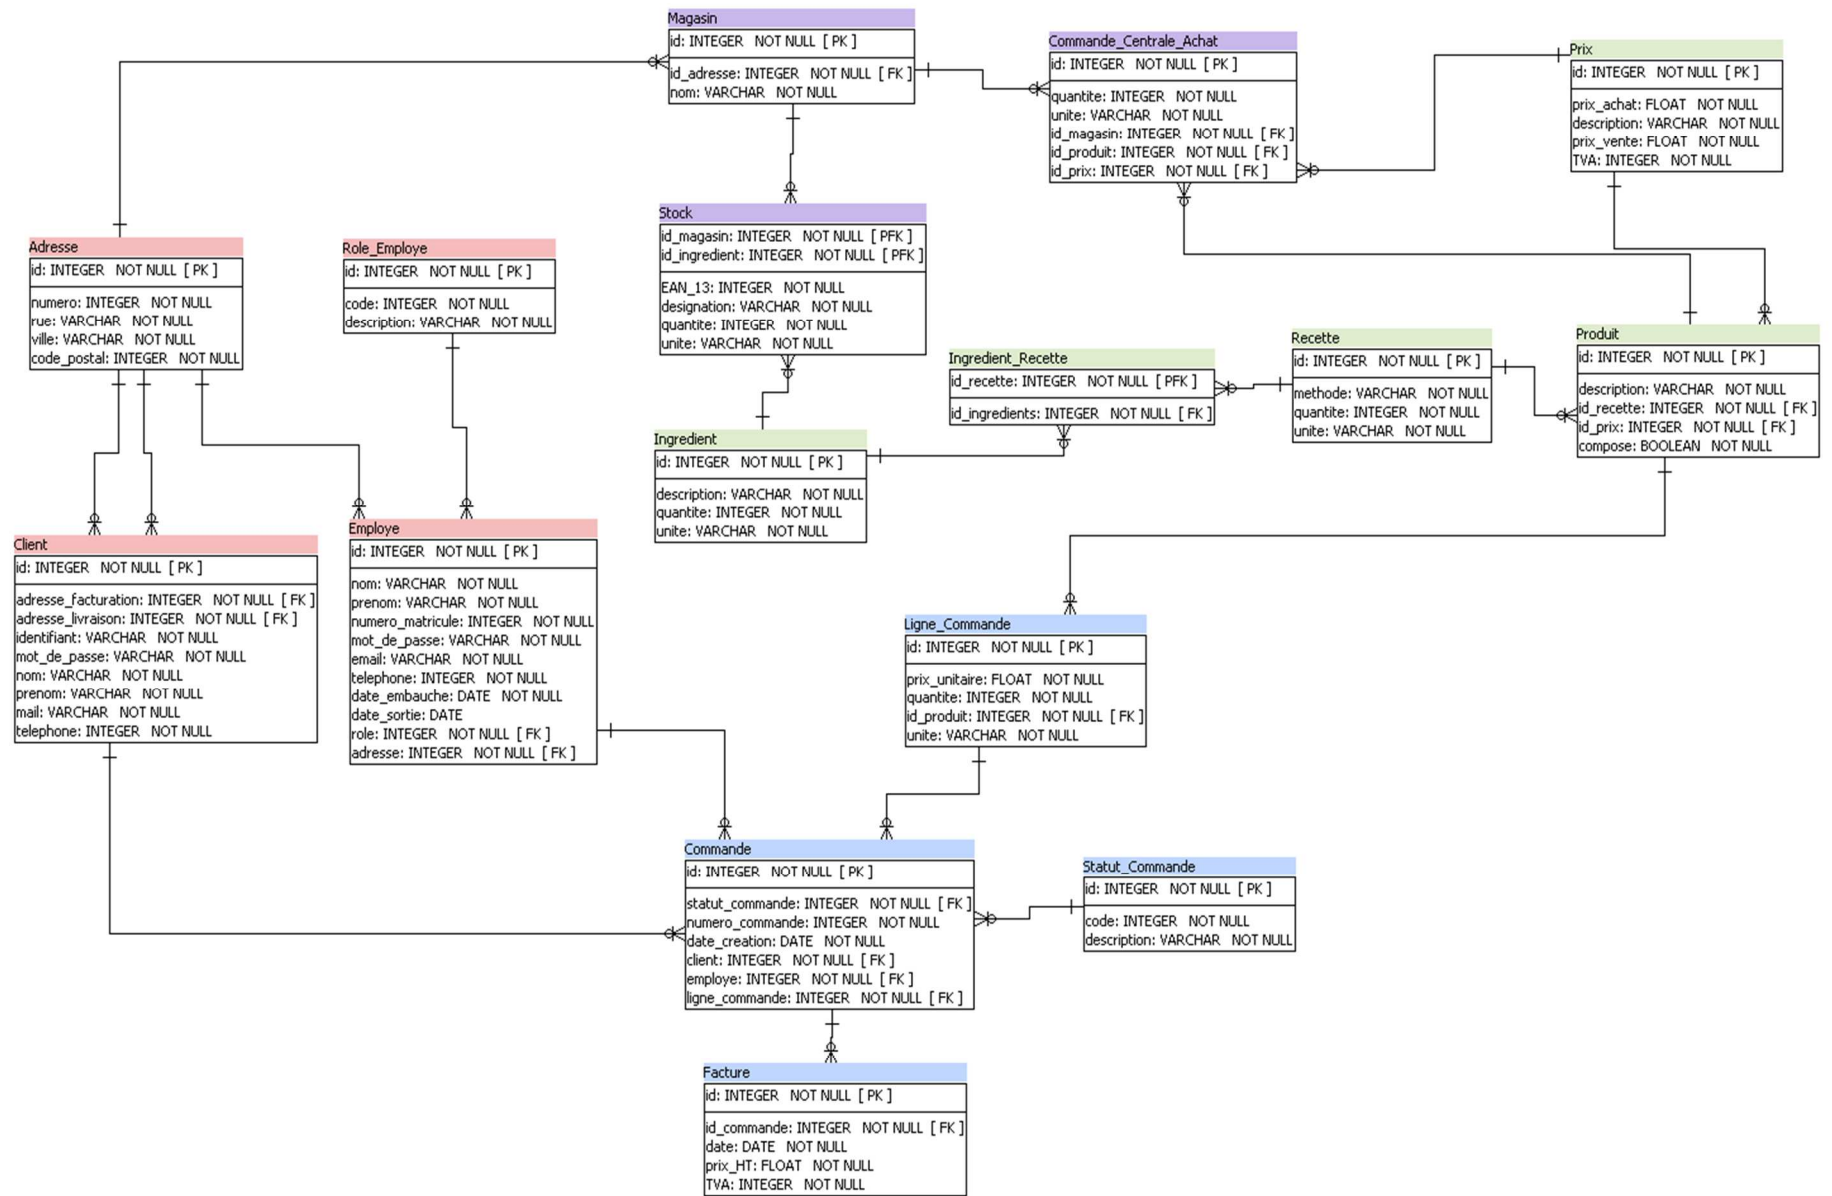 Magasin
id: INTEGER NOT NULL [ PK ]
id_adresse: INTEGER NOT NULL [ FK ]
nom: VARCHAR NOT NULL
Commande_Centrale_Achat
id: INTEGER NOT NULL [ PK ]
quantite: INTEGER NOT NULL
unite: VARCHAR NOT NULL
id_magasin: INTEGER NOT NULL [ FK ]
id_produit: INTEGER NOT NULL [ FK ]
id_prix: INTEGER NOT NULL [ FK ]
Prix
id: INTEGER NOT NULL [ PK ]
prix_achat: FLOAT NOT NULL
description: VARCHAR NOT NULL
prix_vente: FLOAT NOT NULL
TVA: INTEGER NOT NULL
Adresse
id: INTEGER NOT NULL [ PK ]
numero: INTEGER NOT NULL
rue: VARCHAR NOT NULL
ville: VARCHAR NOT NULL
code_postal: INTEGER NOT NULL
Role_Employe
id: INTEGER NOT NULL [ PK ]
code: INTEGER NOT NULL
description: VARCHAR NOT NULL
Stock
id_magasin: INTEGER NOT NULL [ PFK ]
id_ingredient: INTEGER NOT NULL [ PFK ]
EAN_13: INTEGER NOT NULL
designation: VARCHAR NOT NULL
quantite: INTEGER NOT NULL
unite: VARCHAR NOT NULL
Ingredient_Recette
id_recette: INTEGER NOT NULL [PFK ]
id_ingredients: INTEGER NOT NULL [ FK ]
Recette
id: INTEGER NOT NULL [ PK ]
methode: VARCHAR NOT NULL
quantite: INTEGER NOT NULL
unite: VARCHAR NOT NULL
Produit
id: INTEGER NOT NULL [ PK ]
description: VARCHAR NOT NULL
id_recette: INTEGER NOT NULL [ FK ]
id_prix: INTEGER NOT NULL [ FK ]
compose: BOOLEAN NOT NULL
Ingredient
id: INTEGER NOT NULL [ PK ]
description: VARCHAR NOT NULL
quantite: INTEGER NOT NULL
unite: VARCHAR NOT NULL
Client
id: INTEGER NOT NULL [ PK ]
adresse_facturation: INTEGER NOT NULL [ FK ]
adresse_livraison: INTEGER NOT NULL [ FK ]
identifiant: VARCHAR NOT NULL
mot_de_passe: VARCHAR NOT NULL
nom: VARCHAR NOT NULL
prenom: VARCHAR NOT NULL
mail: VARCHAR NOT NULL
telephone: INTEGER NOT NULL
Employe
id: INTEGER NOT NULL [ PK ]
nom: VARCHAR NOT NULL
prenom: VARCHAR NOT NULL
numero_matricule: INTEGER NOT NULL
mot_de_passe: VARCHAR NOT NULL
email: VARCHAR NOT NULL
telephone: INTEGER NOT NULL
date_embauche: DATE NOT NULL
date_sortie: DATE
role: INTEGER NOT NULL [ FK ]
adresse: INTEGER NOT NULL [ FK ]
Ligne_Commande
id: INTEGER NOT NULL [ PK ]
prix_unitaire: FLOAT NOT NULL
quantite: INTEGER NOT NULL
id_produit: INTEGER NOT NULL [ FK ]
unite: VARCHAR NOT NULL
Commande
id: INTEGER NOT NULL [ PK ]
statut_commande: INTEGER NOT NULL [ FK ]
numero_commande: INTEGER NOT NULL
date_creation: DATE NOT NULL
client: INTEGER NOT NULL [ FK ]
employe: INTEGER NOT NULL [ FK ]
ligne_commande: INTEGER NOT NULL [ FK ]
Statut_Commande
id: INTEGER NOT NULL [ PK ]
code: INTEGER NOT NULL
description: VARCHAR NOT NULL
Facture
id: INTEGER NOT NULL [ PK ]
id_commande: INTEGER NOT NULL [ FK ]
date: DATE NOT NULL
prix_HT: FLOAT NOT NULL
TVA: INTEGER NOT NULL